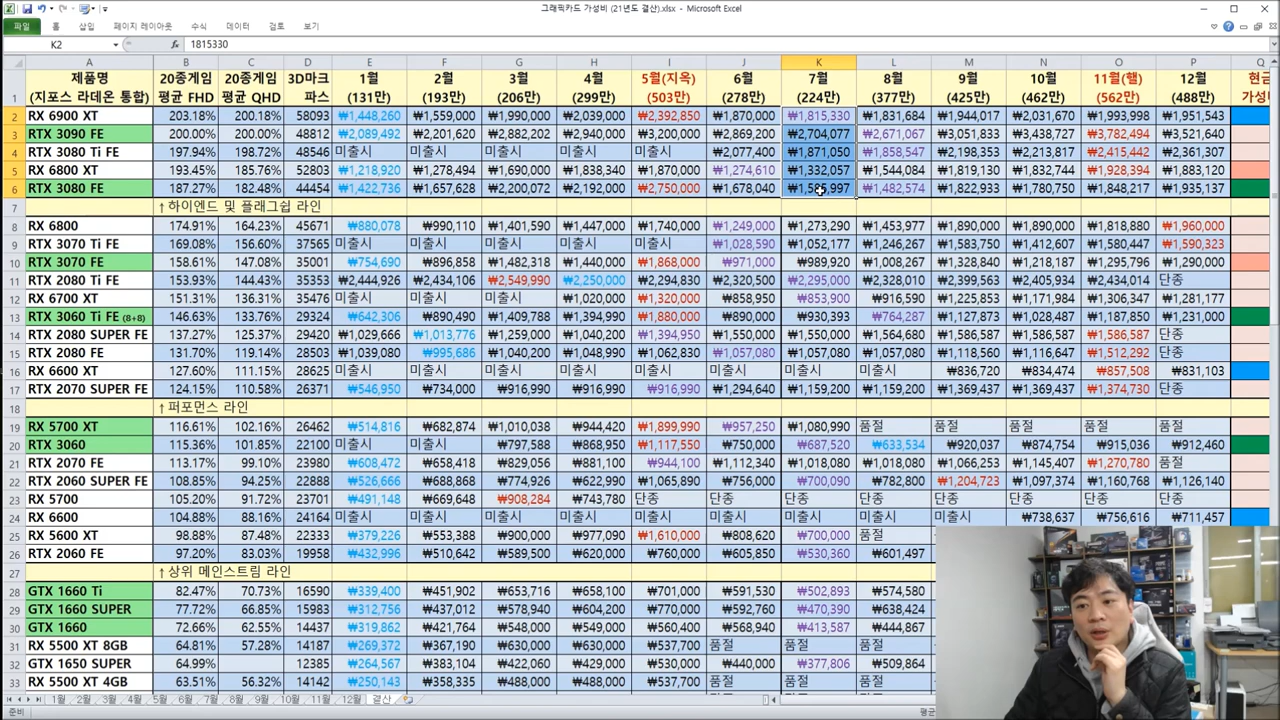 그래픽카드 가성비 (21년도 결산).xlsx - Microsoft Excel
파일 홈 삽입 페이지 레이아웃 수식 데이터 검토 보기
K2 fx 1815330
A B C D E F G H I J K L M N O P Q
1 제품명 (지포스 라데온 통합) 20종게임 평균 FHD 20종게임 평균 QHD 3D마크 파스 1월 (131만) 2월 (193만) 3월 (206만) 4월 (299만) 5월(지옥) (503만) 6월 (278만) 7월 (224만) 8월 (377만) 9월 (425만) 10월 (462만) 11월(헬) (562만) 12월 (488만) 현금 가성비
2 RX 6900 XT 203.18% 200.18% 58093 ₩1,448,260 ₩1,559,000 ₩1,990,000 ₩2,039,000 ₩2,392,850 ₩1,870,000 ₩1,815,330 ₩1,831,684 ₩1,944,017 ₩2,031,670 ₩1,993,998 ₩1,951,543
3 RTX 3090 FE 200.00% 200.00% 48812 ₩2,089,492 ₩2,201,620 ₩2,882,202 ₩2,940,000 ₩3,200,000 ₩2,869,200 ₩2,704,077 ₩2,671,067 ₩3,051,833 ₩3,438,727 ₩3,782,494 ₩3,521,640
4 RTX 3080 Ti FE 197.94% 198.72% 48546 미출시 미출시 미출시 미출시 미출시 ₩2,077,400 ₩1,871,050 ₩1,858,547 ₩2,198,353 ₩2,213,817 ₩2,415,442 ₩2,361,307
5 RX 6800 XT 193.45% 185.76% 52803 ₩1,218,920 ₩1,278,494 ₩1,690,000 ₩1,838,340 ₩1,870,000 ₩1,274,610 ₩1,332,057 ₩1,544,084 ₩1,819,130 ₩1,832,744 ₩1,928,394 ₩1,883,120
6 RTX 3080 FE 187.27% 182.48% 44454 ₩1,422,736 ₩1,657,628 ₩2,200,072 ₩2,192,000 ₩2,750,000 ₩1,678,040 ₩1,585,997 ₩1,482,574 ₩1,822,933 ₩1,780,750 ₩1,848,217 ₩1,935,137
7 ↑하이엔드 및 플래그쉽 라인
8 RX 6800 174.91% 164.23% 45671 ₩880,078 ₩990,110 ₩1,401,590 ₩1,447,000 ₩1,740,000 ₩1,249,000 ₩1,273,290 ₩1,453,977 ₩1,890,000 ₩1,890,000 ₩1,818,880 ₩1,960,000
9 RTX 3070 Ti FE 169.08% 156.60% 37565 미출시 미출시 미출시 미출시 미출시 ₩1,028,590 ₩1,052,177 ₩1,246,267 ₩1,583,750 ₩1,412,607 ₩1,580,447 ₩1,590,323
10 RTX 3070 FE 158.61% 147.08% 35001 ₩754,690 ₩896,858 ₩1,482,318 ₩1,440,000 ₩1,868,000 ₩971,000 ₩989,920 ₩1,008,267 ₩1,328,840 ₩1,218,187 ₩1,295,796 ₩1,290,000
11 RTX 2080 Ti FE 153.93% 144.43% 35353 ₩2,444,926 ₩2,434,106 ₩2,549,990 ₩2,250,000 ₩2,294,830 ₩2,320,500 ₩2,295,000 ₩2,328,010 ₩2,399,206 ₩2,405,934 ₩2,434,014 단종
12 RX 6700 XT 151.31% 136.31% 35476 미출시 미출시 미출시 ₩1,020,000 ₩1,320,000 ₩858,950 ₩853,900 ₩916,590 ₩1,225,853 ₩1,171,984 ₩1,306,347 ₩1,281,177
13 RTX 3060 Ti FE (8+8) 146.63% 133.76% 29324 ₩642,306 ₩890,490 ₩1,409,788 ₩1,394,990 ₩1,880,000 ₩890,000 ₩930,393 ₩764,287 ₩1,127,873 ₩1,028,487 ₩1,187,850 ₩1,231,000
14 RTX 2080 SUPER FE 137.27% 125.37% 29420 ₩1,029,666 ₩1,013,776 ₩1,259,000 ₩1,040,200 ₩1,394,950 ₩1,550,000 ₩1,550,000 ₩1,564,680 ₩1,586,587 ₩1,586,587 ₩1,586,587 단종
15 RTX 2080 FE 131.70% 119.14% 28503 ₩1,039,080 ₩995,686 ₩1,040,200 ₩1,048,990 ₩1,062,830 ₩1,057,080 ₩1,057,080 ₩1,057,080 ₩1,118,560 ₩1,116,647 ₩1,512,292 단종
16 RX 6600 XT 127.60% 111.15% 28625 미출시 미출시 미출시 미출시 미출시 미출시 미출시 미출시 ₩836,720 ₩834,474 ₩857,508 ₩831,103
17 RTX 2070 SUPER FE 124.15% 110.58% 26371 ₩546,950 ₩734,000 ₩916,990 ₩916,990 ₩916,990 ₩1,294,640 ₩1,159,200 ₩1,159,200 ₩1,369,437 ₩1,369,437 ₩1,374,730 단종
18 ↑퍼포먼스 라인
19 RX 5700 XT 116.61% 102.16% 26462 ₩514,816 ₩682,874 ₩1,010,038 ₩944,420 ₩1,899,990 ₩957,250 ₩1,080,990 품절 품절 품절 품절 품절
20 RTX 3060 115.36% 101.85% 22100 미출시 미출시 ₩797,588 ₩868,950 ₩1,117,550 ₩750,000 ₩687,520 ₩633,534 ₩920,037 ₩874,754 ₩915,036 ₩912,460
21 RTX 2070 FE 113.17% 99.10% 23980 ₩608,472 ₩658,418 ₩829,056 ₩881,100 ₩944,100 ₩1,112,340 ₩1,018,080 ₩1,018,080 ₩1,066,253 ₩1,145,407 ₩1,270,780 품절
22 RTX 2060 SUPER FE 108.85% 94.25% 22888 ₩526,666 ₩688,868 ₩774,926 ₩622,990 ₩1,065,890 ₩756,000 ₩700,090 ₩782,800 ₩1,204,723 ₩1,097,374 ₩1,160,768 ₩1,126,140
23 RX 5700 105.20% 91.72% 23701 ₩491,148 ₩669,648 ₩908,284 ₩743,780 단종 단종 단종 단종 단종 단종 단종 단종
24 RX 6600 104.88% 88.16% 24164 미출시 미출시 미출시 미출시 미출시 미출시 미출시 미출시 미출시 ₩738,637 ₩756,616 ₩711,457
25 RX 5600 XT 98.88% 87.48% 22333 ₩379,226 ₩553,388 ₩900,000 ₩977,090 ₩1,610,000 ₩808,620 ₩700,000 품절
26 RTX 2060 FE 97.20% 83.03% 19958 ₩432,996 ₩510,642 ₩589,500 ₩620,000 ₩760,000 ₩605,850 ₩530,360 ₩601,497
27 ↑상위 메인스트림 라인
28 GTX 1660 Ti 82.47% 70.73% 16590 ₩339,400 ₩451,902 ₩653,716 ₩658,100 ₩701,000 ₩591,530 ₩502,893 ₩574,580
29 GTX 1660 SUPER 77.72% 66.85% 15983 ₩312,756 ₩437,012 ₩578,940 ₩604,200 ₩770,000 ₩592,760 ₩470,390 ₩638,424
30 GTX 1660 72.66% 62.55% 14437 ₩319,862 ₩421,764 ₩548,000 ₩549,000 ₩560,400 ₩568,940 ₩413,587 ₩444,867
31 RX 5500 XT 8GB 64.81% 57.28% 14187 ₩269,372 ₩367,190 ₩630,000 ₩630,000 ₩537,700 품절 품절 품절
32 GTX 1650 SUPER 64.99% 12385 ₩264,567 ₩383,104 ₩422,060 ₩429,000 ₩530,000 ₩440,000 ₩377,806 ₩509,864
33 RX 5500 XT 4GB 63.51% 56.32% 14142 ₩250,143 ₩358,335 ₩488,000 ₩488,000 ₩537,700 품절 품절 품절
1월 2월 3월 4월 5월 6월 7월 8월 9월 10월 11월 12월 결산
준비 평균